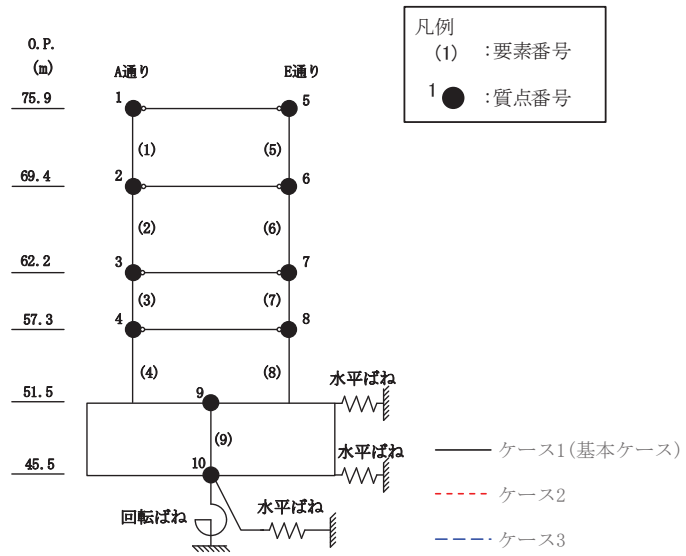 凡例
(1) :要素番号
1 :質点番号
O.P.
(m)
A通り
E通り
75.9
1
5
(1)
(5)
69.4
2
6
(2)
(6)
62.2
3
7
(3)
(7)
57.3
4
8
(4)
(8)
51.5
9
水平ばね
(9)
45.5
10
水平ばね
回転ばね
水平ばね
ケース1(基本ケース)
ケース2
ケース3